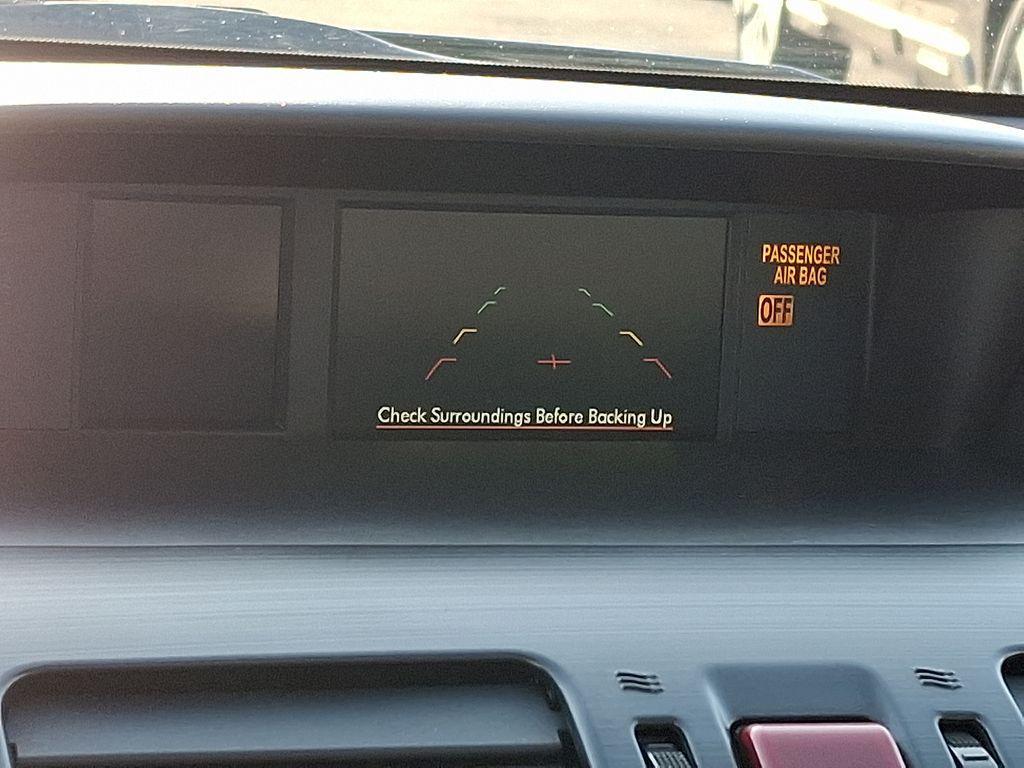 PASSENGER
AIR BAG
OFF
Check Surroundings Before Backing Up